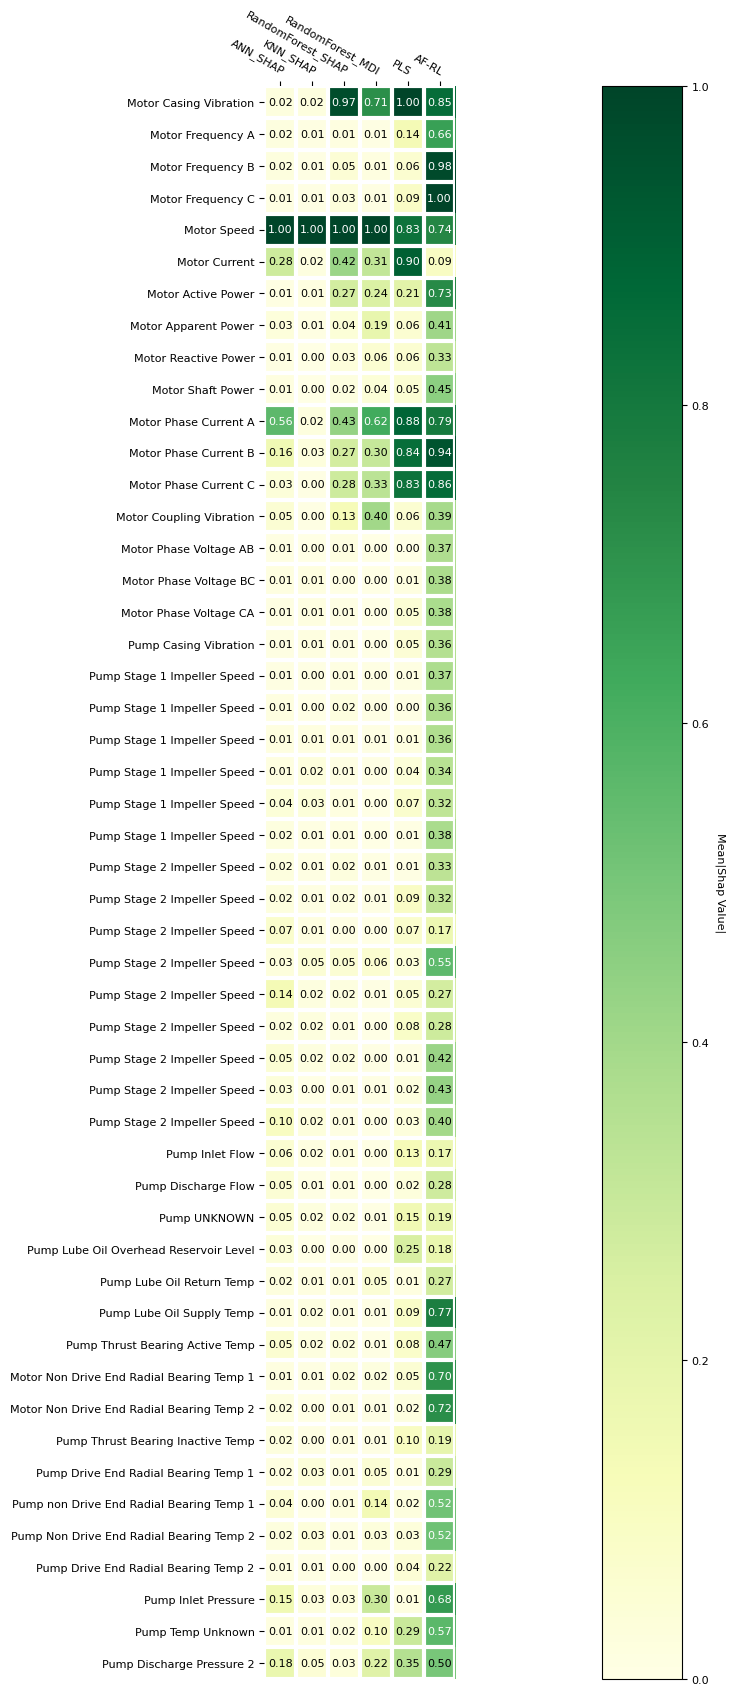 ANN_SHAP
KNN_SHAP
RandomForest_SHAP
RandomForest_MDI
PLS
AF-RL
Motor Casing Vibration 0.02 0.02 0.97 0.71 1.00 0.85
Motor Frequency A 0.02 0.01 0.01 0.01 0.14 0.66
Motor Frequency B 0.02 0.01 0.05 0.01 0.06 0.98
Motor Frequency C 0.01 0.01 0.03 0.01 0.09 1.00
Motor Speed 1.00 1.00 1.00 1.00 0.83 0.74
Motor Current 0.28 0.02 0.42 0.31 0.90 0.09
Motor Active Power 0.01 0.01 0.27 0.24 0.21 0.73
Motor Apparent Power 0.03 0.01 0.04 0.19 0.06 0.41
Motor Reactive Power 0.01 0.00 0.03 0.06 0.06 0.33
Motor Shaft Power 0.01 0.00 0.02 0.04 0.05 0.45
Motor Phase Current A 0.56 0.02 0.43 0.62 0.88 0.79
Motor Phase Current B 0.16 0.03 0.27 0.30 0.84 0.94
Motor Phase Current C 0.03 0.00 0.28 0.33 0.83 0.86
Motor Coupling Vibration 0.05 0.00 0.13 0.40 0.06 0.39
Motor Phase Voltage AB 0.01 0.00 0.01 0.00 0.00 0.37
Motor Phase Voltage BC 0.01 0.01 0.00 0.00 0.01 0.38
Motor Phase Voltage CA 0.01 0.01 0.01 0.00 0.05 0.38
Pump Casing Vibration 0.01 0.01 0.01 0.00 0.05 0.36
Pump Stage 1 Impeller Speed 0.01 0.00 0.01 0.00 0.01 0.37
Pump Stage 1 Impeller Speed 0.01 0.00 0.02 0.00 0.00 0.36
Pump Stage 1 Impeller Speed 0.01 0.01 0.01 0.01 0.01 0.36
Pump Stage 1 Impeller Speed 0.01 0.02 0.01 0.00 0.04 0.34
Pump Stage 1 Impeller Speed 0.04 0.03 0.01 0.00 0.07 0.32
Pump Stage 1 Impeller Speed 0.02 0.01 0.01 0.00 0.01 0.38
Pump Stage 2 Impeller Speed 0.02 0.01 0.02 0.01 0.01 0.33
Pump Stage 2 Impeller Speed 0.02 0.01 0.02 0.01 0.09 0.32
Pump Stage 2 Impeller Speed 0.07 0.01 0.00 0.00 0.07 0.17
Pump Stage 2 Impeller Speed 0.03 0.05 0.05 0.06 0.03 0.55
Pump Stage 2 Impeller Speed 0.14 0.02 0.02 0.01 0.05 0.27
Pump Stage 2 Impeller Speed 0.02 0.02 0.01 0.00 0.08 0.28
Pump Stage 2 Impeller Speed 0.05 0.02 0.02 0.00 0.01 0.42
Pump Stage 2 Impeller Speed 0.03 0.00 0.01 0.01 0.02 0.43
Pump Stage 2 Impeller Speed 0.10 0.02 0.01 0.00 0.03 0.40
Pump Inlet Flow 0.06 0.02 0.01 0.00 0.13 0.17
Pump Discharge Flow 0.05 0.01 0.01 0.00 0.02 0.28
Pump UNKNOWN 0.05 0.02 0.02 0.01 0.15 0.19
Pump Lube Oil Overhead Reservoir Level 0.03 0.00 0.00 0.00 0.25 0.18
Pump Lube Oil Return Temp 0.02 0.01 0.01 0.05 0.01 0.27
Pump Lube Oil Supply Temp 0.01 0.02 0.01 0.01 0.09 0.77
Pump Thrust Bearing Active Temp 0.05 0.02 0.02 0.01 0.08 0.47
Motor Non Drive End Radial Bearing Temp 1 0.01 0.01 0.02 0.02 0.05 0.70
Motor Non Drive End Radial Bearing Temp 2 0.02 0.00 0.01 0.01 0.02 0.72
Pump Thrust Bearing Inactive Temp 0.02 0.00 0.01 0.01 0.10 0.19
Pump Drive End Radial Bearing Temp 1 0.02 0.03 0.01 0.05 0.01 0.29
Pump non Drive End Radial Bearing Temp 1 0.04 0.00 0.01 0.14 0.02 0.52
Pump Non Drive End Radial Bearing Temp 2 0.02 0.03 0.01 0.03 0.03 0.52
Pump Drive End Radial Bearing Temp 2 0.01 0.01 0.00 0.00 0.04 0.22
Pump Inlet Pressure 0.15 0.03 0.03 0.30 0.01 0.68
Pump Temp Unknown 0.01 0.01 0.02 0.10 0.29 0.57
Pump Discharge Pressure 2 0.18 0.05 0.03 0.22 0.35 0.50
1.0
0.8
0.6
0.4
0.2
0.0
Mean|Shap Value|